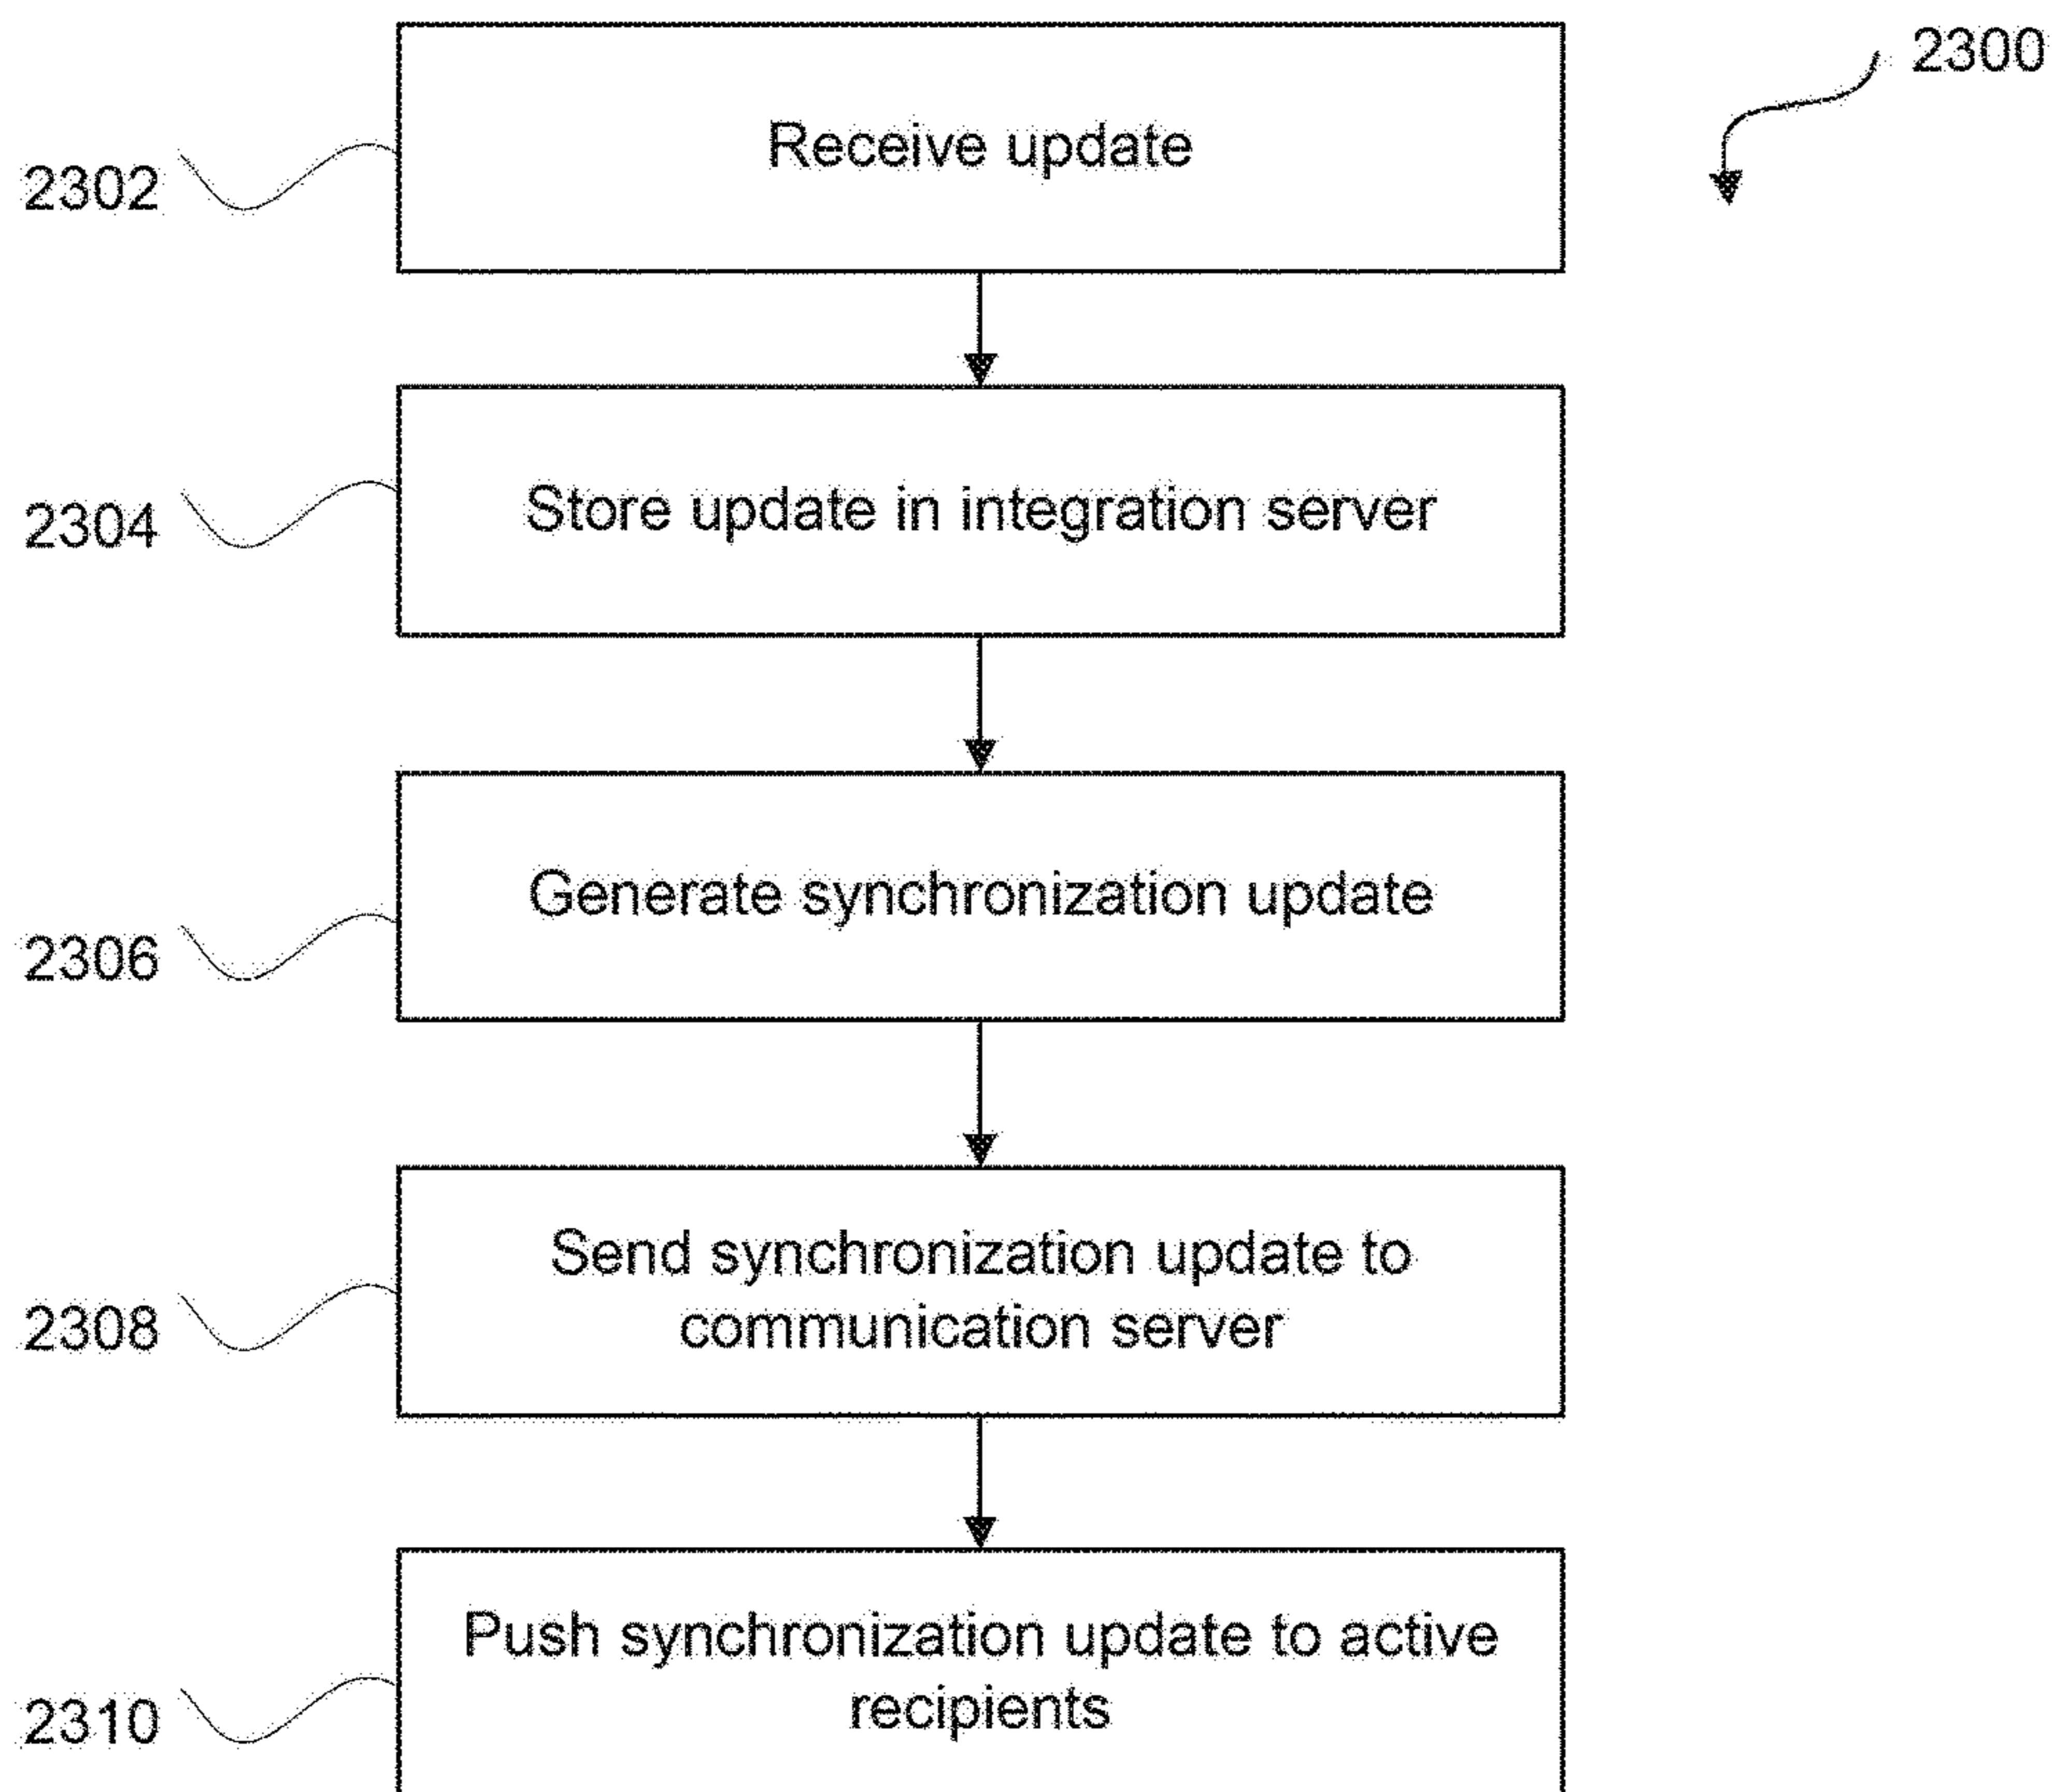 2300
Receive update
2302
Store update in integration server
2304
Generate synchronization update
2306
Send synchronization update to
communication server
2308
Push synchronization update to active
recipients
2310